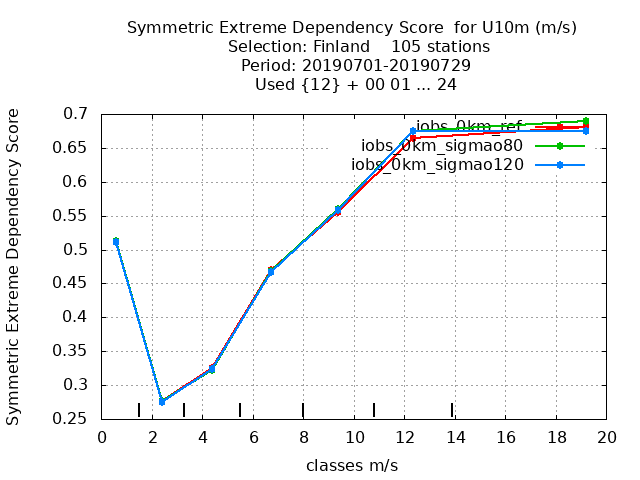 Symmetric Extreme Dependency Score  for U10m (m/s)
Selection: Finland    105 stations
Period: 20190701-20190729
Used {12} + 00 01 ... 24
Symmetric Extreme Dependency Score
0.7
0.65
0.6
0.55
0.5
0.45
0.4
0.35
0.3
0.25
iobs_0km_ref
iobs_0km_sigmao80
iobs_0km_sigmao120
0 2 4 6 8 10 12 14 16 18 20
classes m/s